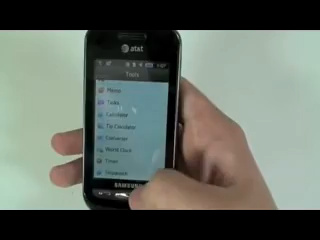 at&t
Tools
Memo
Tasks
Calculator
Tip Calculator
Converter
World Clock
Timer
Stopwatch
SAMSUNG